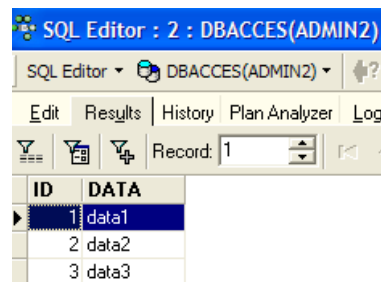 SQL Editor : 2 : DBACCES(ADMIN2)
SQL Editor DBACCES(ADMIN2) ?
Edit Results History Plan Analyzer Log
Record: 1
ID DATA
1 data1
2 data2
3 data3